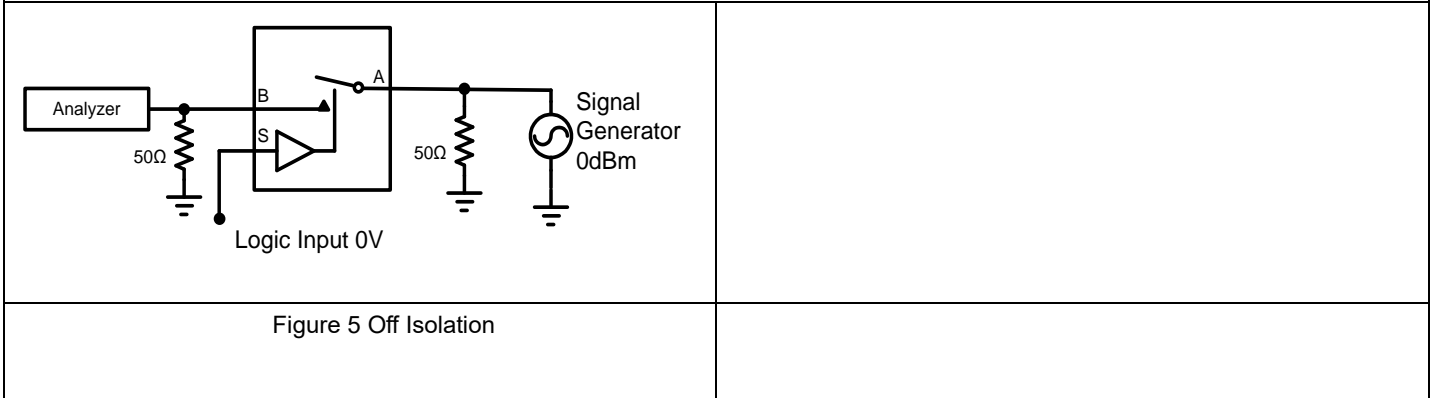 A
Analyzer
B
Signal
Generator
0dBm
S
50Ω
50Ω
Logic Input 0V
Figure 5 Off Isolation